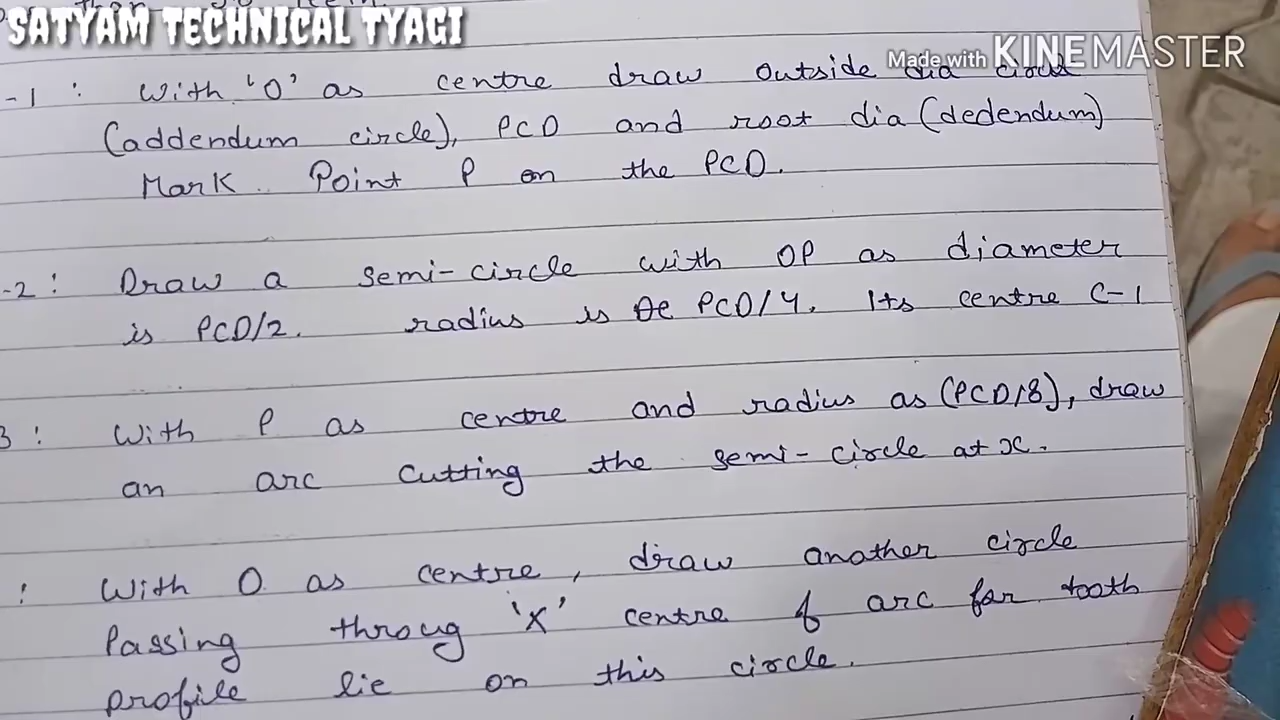 SATYAM TECHNICAL TYAGI
Made with KINEMASTER
-1 : With 'O' as centre draw outside dia circle
(addendum circle), PCD and root dia (dedendum)
Mark. Point P on the PCD.
-2 : Draw a semi-circle with OP as diameter
is PCD/2. radius is PCD/4. Its centre C-1
3 : With P as centre and radius as (PCD/8), draw
an arc cutting the semi-circle at x.
: With O as centre, draw another circle
Passing throug 'x' centre of arc for tooth
profile lie on this circle.